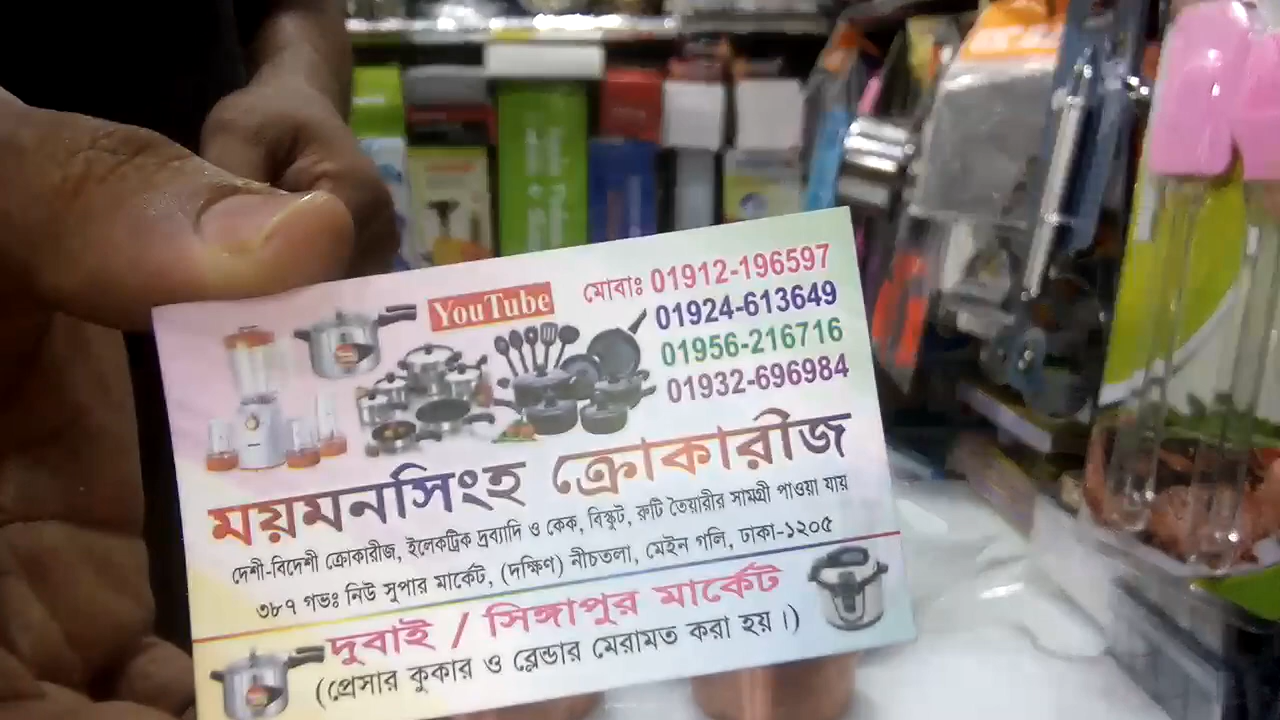 YouTube
মোবাঃ 01912-196597
01924-613649
01956-216716
01932-696984
ময়মনসিংহ ক্রোকারীজ
দেশী-বিদেশী ক্রোকারীজ, ইলেকট্রিক দ্রব্যাদি ও কেক, বিস্কুট, রুটি তৈয়ারীর সামগ্রী পাওয়া যায়
৩৮৭ গভঃ নিউ সুপার মার্কেট, (দক্ষিণ) নীচতলা, মেইন গলি, ঢাকা-১২০৫
দুবাই / সিঙ্গাপুর মার্কেট
(প্রেসার কুকার ও ব্লেন্ডার মেরামত করা হয়।)